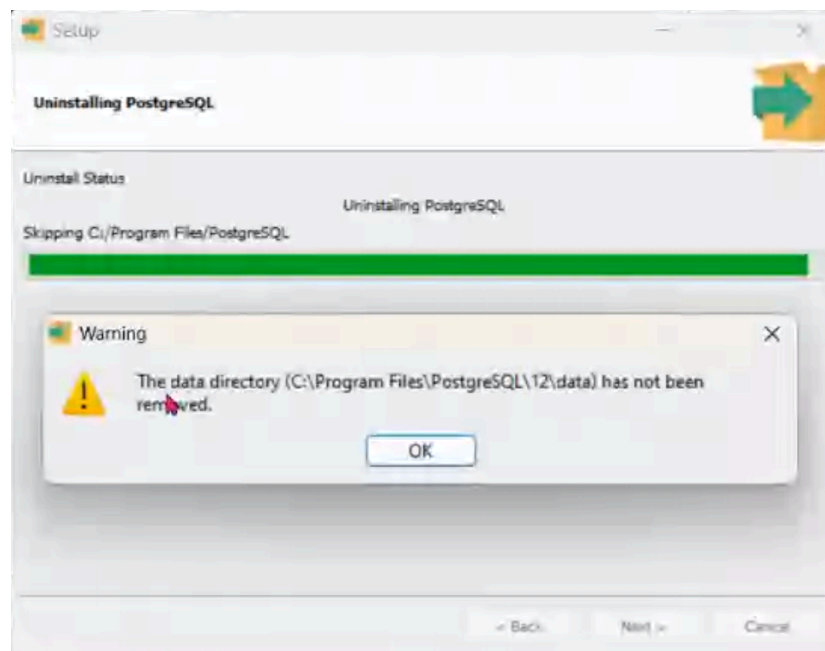 Setup
Uninstalling PostgreSQL
Uninstall Status
Uninstalling PostgreSQL
Skipping C:/Program Files/PostgreSQL
Warning
The data directory (C:\Program Files\PostgreSQL\12\data) has not been
removed.
OK
< Back
Next >
Cancel